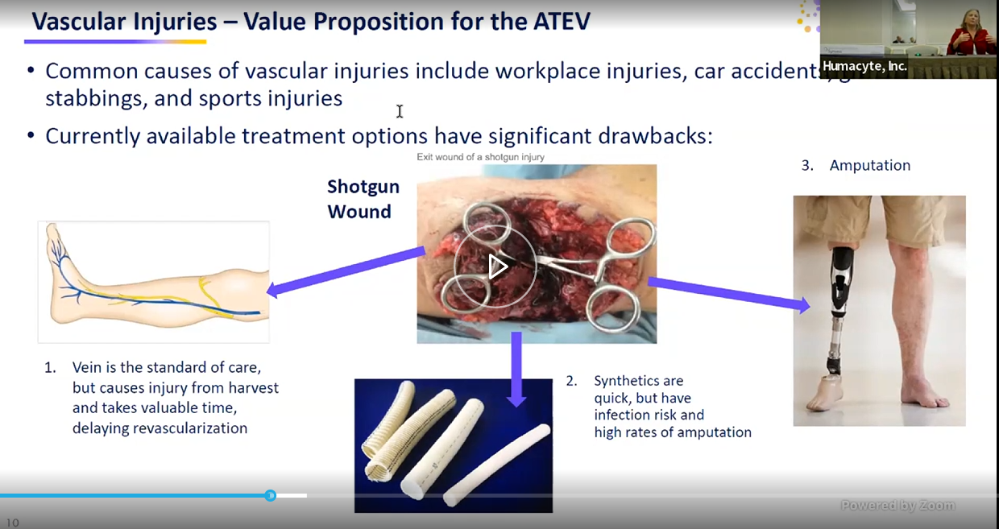 Vascular Injuries – Value Proposition for the ATEV
Humacyte, Inc.
• Common causes of vascular injuries include workplace injuries, car accidents,
stabbings, and sports injuries
• Currently available treatment options have significant drawbacks:
Exit wound of a shotgun injury
Shotgun
Wound
3. Amputation
1. Vein is the standard of care,
but causes injury from harvest
and takes valuable time,
delaying revascularization
2. Synthetics are
quick, but have
infection risk and
high rates of amputation
Powered by Zoom
10